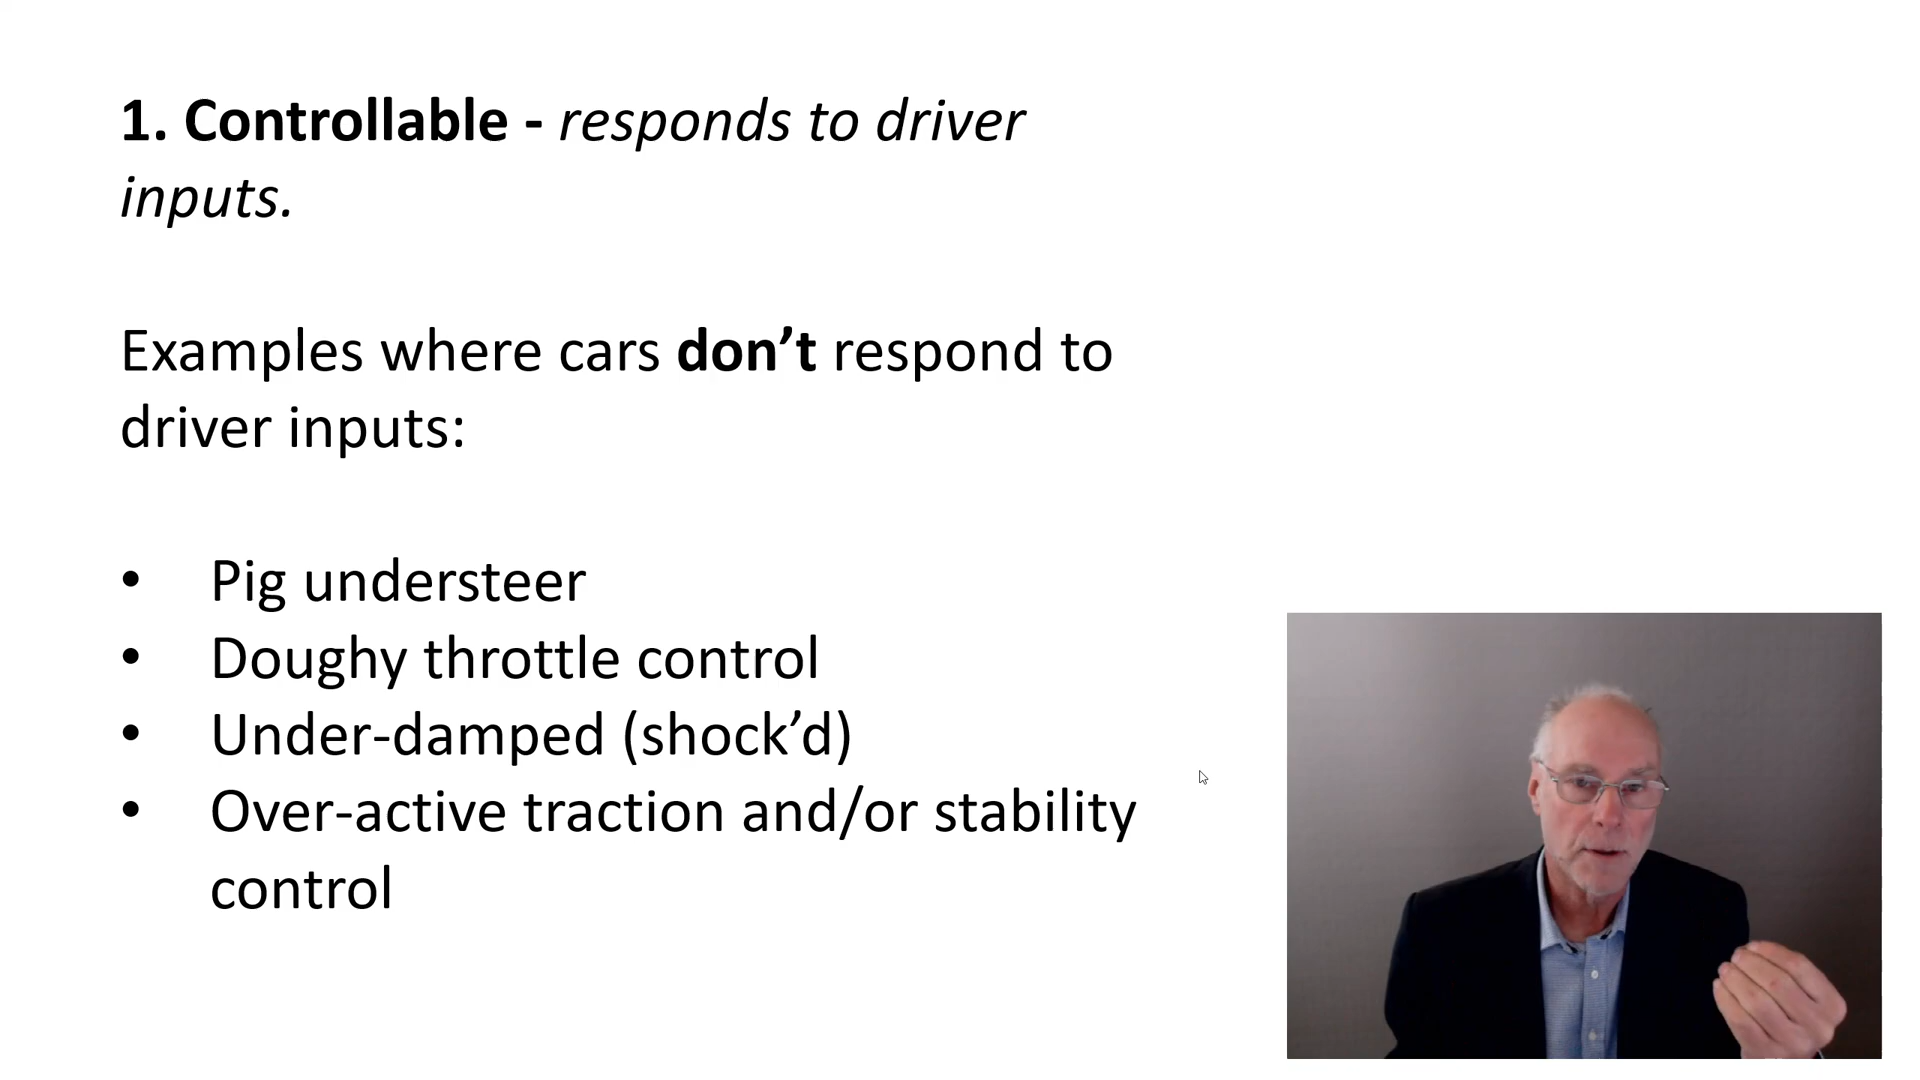 1. Controllable - responds to driver
inputs.
Examples where cars don’t respond to
driver inputs:
• Pig understeer
• Doughy throttle control
• Under-damped (shock’d)
• Over-active traction and/or stability
control